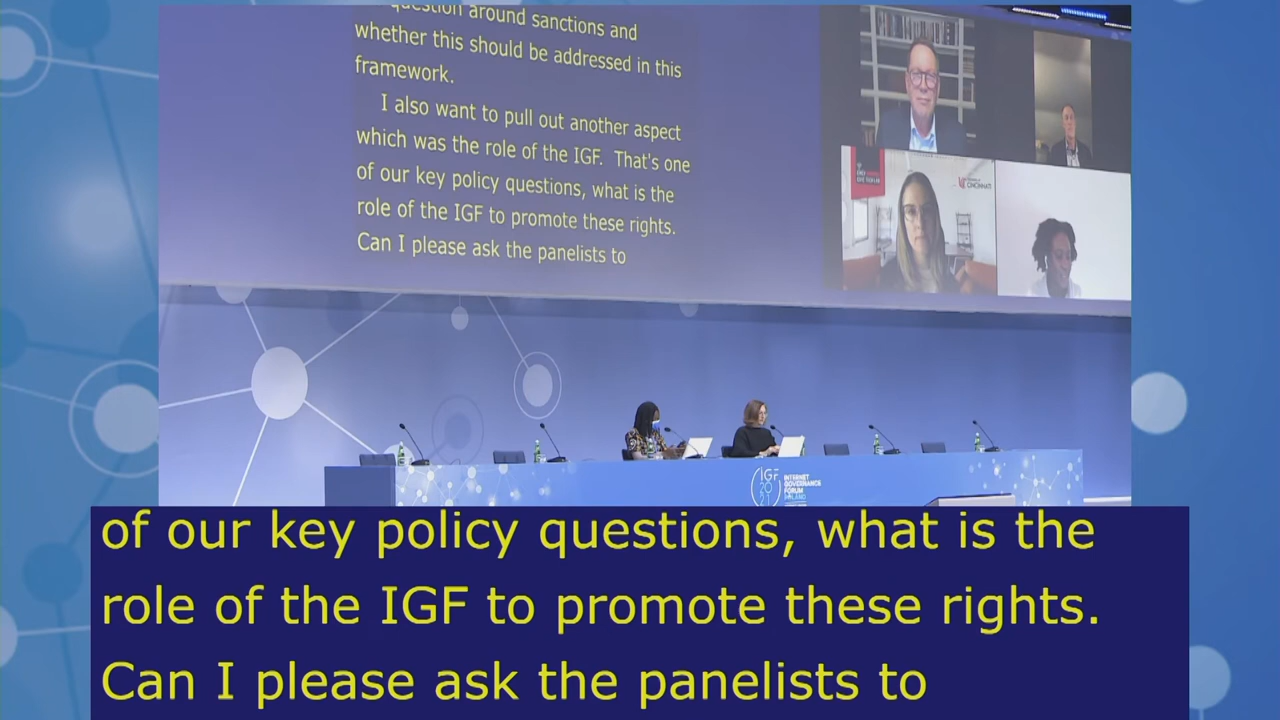 question around sanctions and
whether this should be addressed in this
framework.
I also want to pull out another aspect
which was the role of the IGF. That's one
of our key policy questions, what is the
role of the IGF to promote these rights.
Can I please ask the panelists to
CINCINNATI
IGF
2021
INTERNET
GOVERNANCE
FORUM
POLAND
of our key policy questions, what is the
role of the IGF to promote these rights.
Can I please ask the panelists to